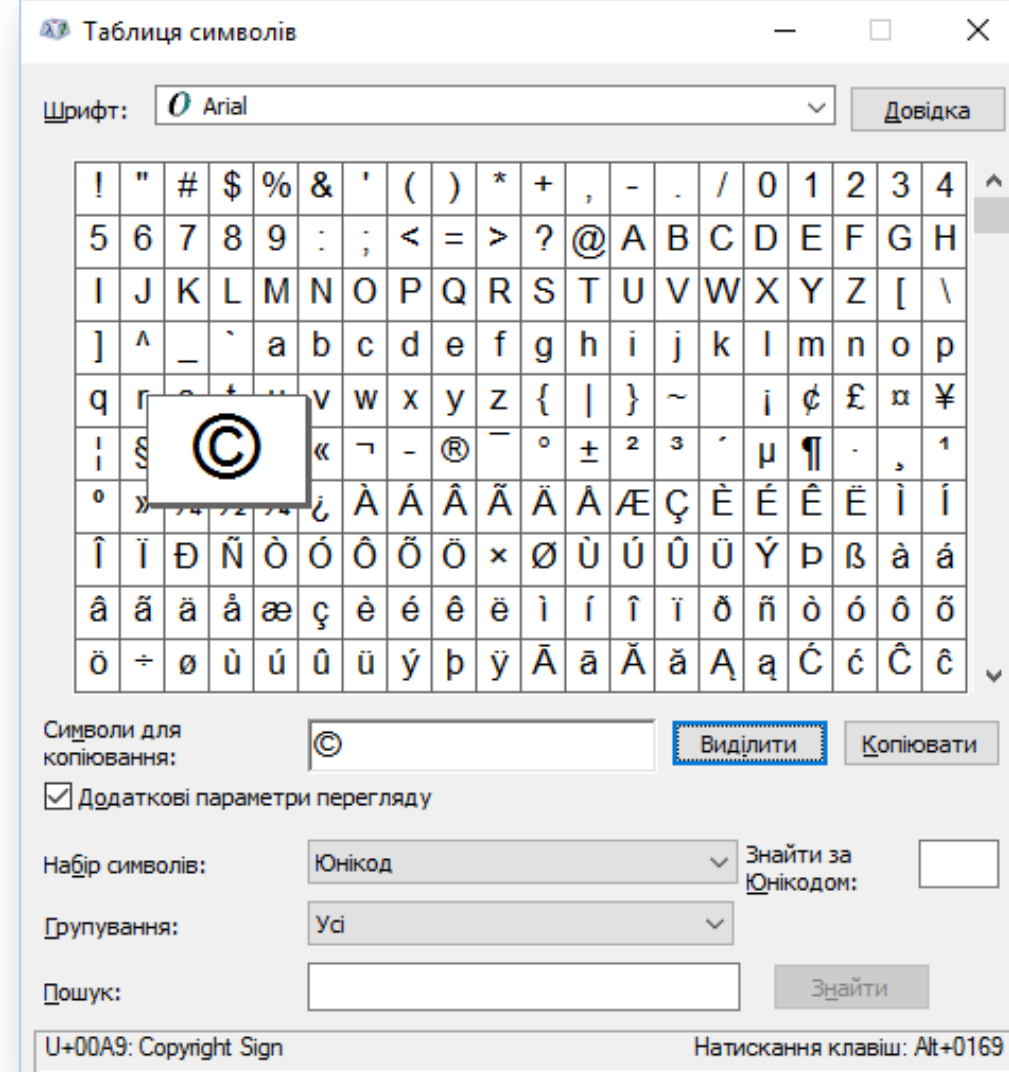 Таблиця символів
Шрифт: Arial Довідка
! " # $ % & ' ( ) * + , - . / 0 1 2 3 4
5 6 7 8 9 : ; < = > ? @ A B C D E F G H
I J K L M N O P Q R S T U V W X Y Z [ \
] ^ _ ` a b c d e f g h i j k l m n o p
q v w x y z { | } ~ ¡ ¢ £ ¤ ¥
¦ § © « ¬ - ® ¯ ° ± ² ³ ´ µ ¶ · ¸ ¹
º » ¿ À Á Â Ã Ä Å Æ Ç È É Ê Ë Ì Í
Î Ï Ð Ñ Ò Ó Ô Õ Ö × Ø Ù Ú Û Ü Ý Þ ß à á
â ã ä å æ ç è é ê ë ì í î ï ð ñ ò ó ô õ
ö ÷ ø ù ú û ü ý þ ÿ Ā ā Ă ă Ą ą Ć ć Ĉ ĉ
Символи для
копіювання: © Виділити Копіювати
Додаткові параметри перегляду
Набір символів: Юнікод Знайти за
Юнікодом:
Групування: Усі
Пошук: Знайти
U+00A9: Copyright Sign Натискання клавіш: Alt+0169